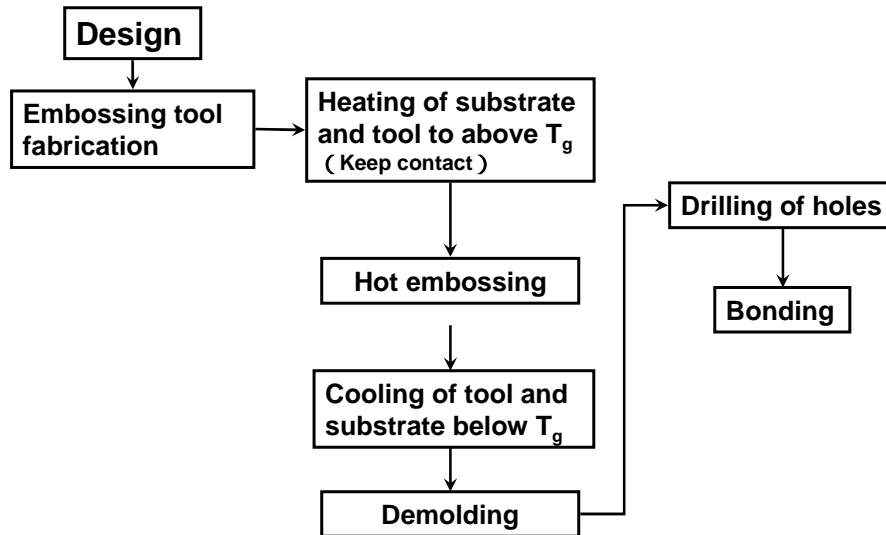 Design
Embossing tool
fabrication
Heating of substrate
and tool to above Tg
（Keep contact）
Hot embossing
Cooling of tool and
substrate below Tg
Demolding
Drilling of holes
Bonding